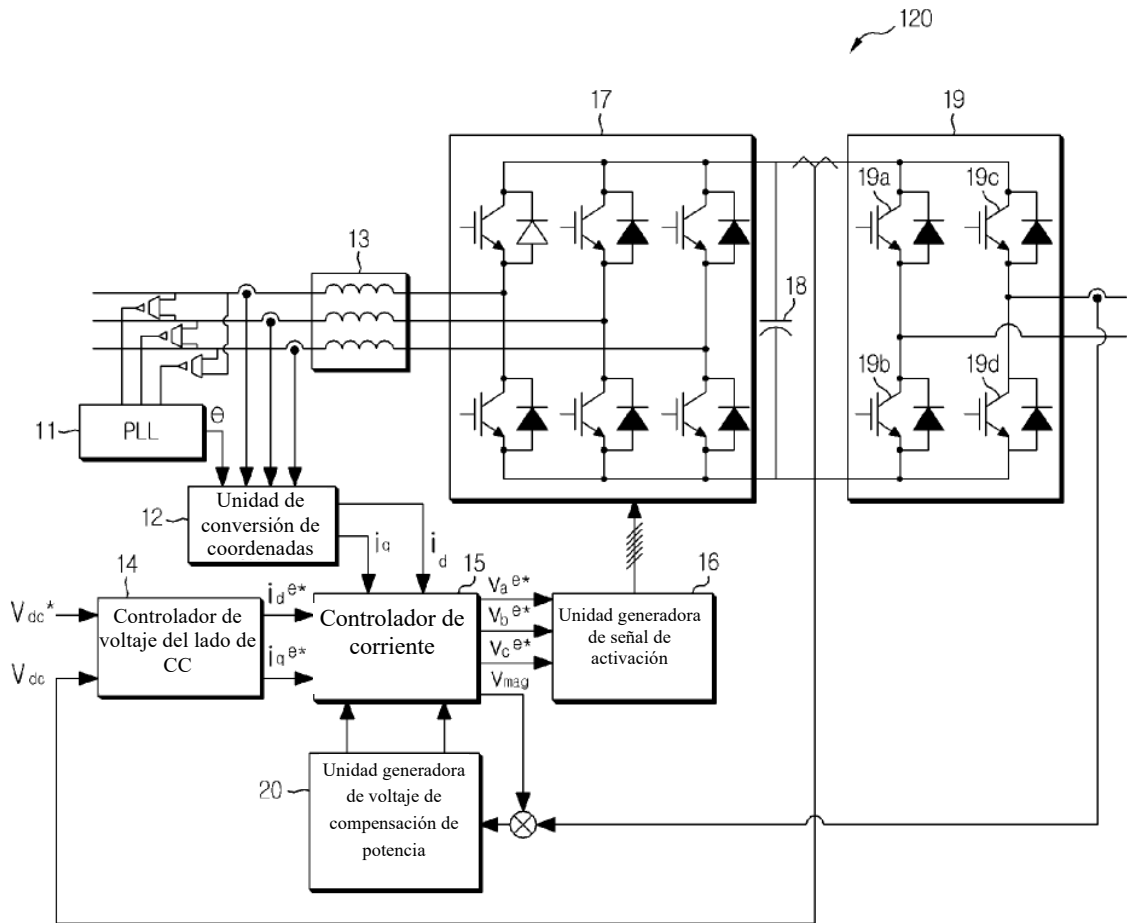 120
17
19
19a
19c
13
18
19b
19d
11
PLL
θ
12
Unidad de
conversión de
coordenadas
iq
id
14
15
16
Vdc*
Vdc
Controlador de
voltaje del lado de
CC
id e*
iq e*
Controlador de
corriente
Va e*
Vb e*
Vc e*
Vmag
Unidad generadora
de señal de
activación
20
Unidad generadora
de voltaje de
compensación de
potencia